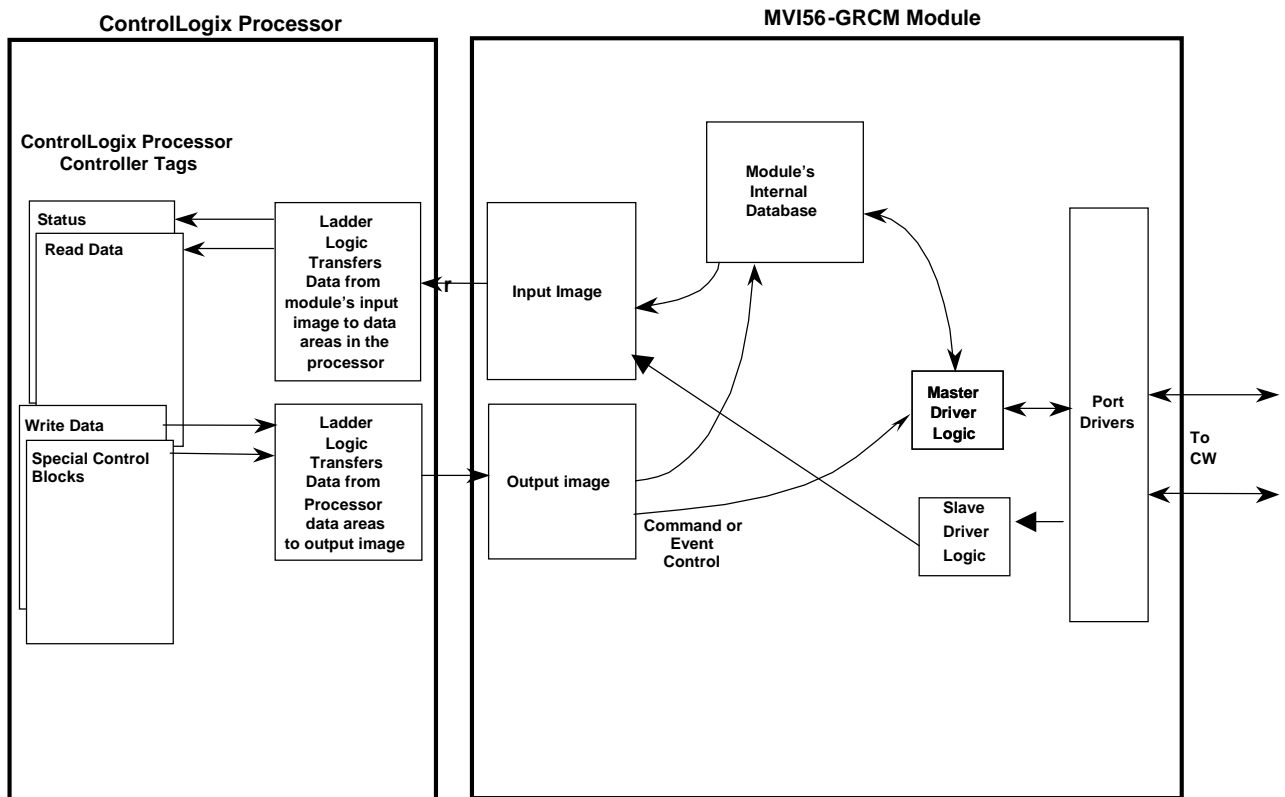 ControlLogix Processor
MVI56-GRCM Module
ControlLogix Processor
Controller Tags
Status
Read Data
Write Data
Special Control
Blocks
Ladder
Logic
Transfers
Data from
module's input
image to data
areas in the
processor
Ladder
Logic
Transfers
Data from
Processor
data areas
to output image
r
Input Image
Output image
Module's
Internal
Database
Command or
Event
Control
Master
Driver
Logic
Slave
Driver
Logic
Port
Drivers
To
CW